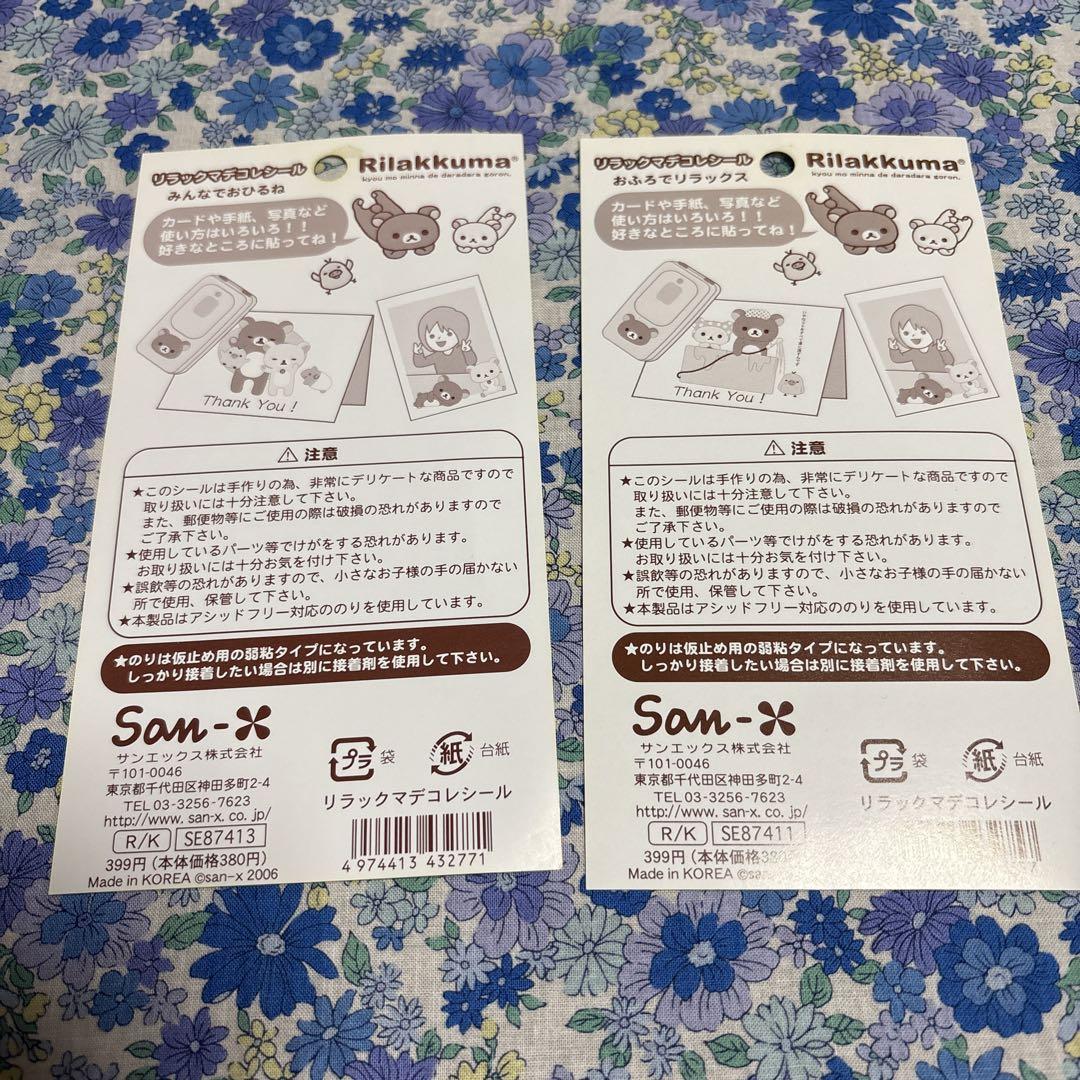 リラックマデコレシール
みんなでおひるね
Rilakkuma®
kyou mo minna de daradara goron.
カードや手紙、写真など
使い方はいろいろ！！
好きなところに貼ってね！
Thank You !
⚠ 注意
★このシールは手作りの為、非常にデリケートな商品ですので
取り扱いには十分注意して下さい。
また、郵便物等にご使用の際は破損の恐れがありますので
ご了承下さい。
★使用しているパーツ等でけがをする恐れがあります。
お取り扱いには十分お気を付け下さい。
★誤飲等の恐れがありますので、小さなお子様の手の届かない
所で使用、保管して下さい。
★本製品はアシッドフリー対応ののりを使用しています。
★のりは仮止め用の弱粘タイプになっています。
しっかり接着したい場合は別に接着剤を使用して下さい。
San-X
サンエックス株式会社
〒101-0046
東京都千代田区神田多町2-4
TEL 03-3256-7623
http://www. san-x. co. jp/
R/K SE87413
399円（本体価格380円）
Made in KOREA ©san-x 2006
プラ 袋 紙 台紙
リラックマデコレシール
4 974413 432771
リラックマデコレシール
おふろでリラックス
Rilakkuma®
kyou mo minna de daradara goron.
カードや手紙、写真など
使い方はいろいろ！！
好きなところに貼ってね！
Thank You !
⚠ 注意
★このシールは手作りの為、非常にデリケートな商品ですので
取り扱いには十分注意して下さい。
また、郵便物等にご使用の際は破損の恐れがありますので
ご了承下さい。
★使用しているパーツ等でけがをする恐れがあります。
お取り扱いには十分お気を付け下さい。
★誤飲等の恐れがありますので、小さなお子様の手の届かない
所で使用、保管して下さい。
★本製品はアシッドフリー対応ののりを使用しています。
★のりは仮止め用の弱粘タイプになっています。
しっかり接着したい場合は別に接着剤を使用して下さい。
San-X
サンエックス株式会社
〒101-0046
東京都千代田区神田多町2-4
TEL 03-3256-7623
http://www. san-x. co. jp/
R/K SE87411
399円（本体価格380
Made in KOREA ©san
プラ 袋 紙 台紙
リラックマデコレシール